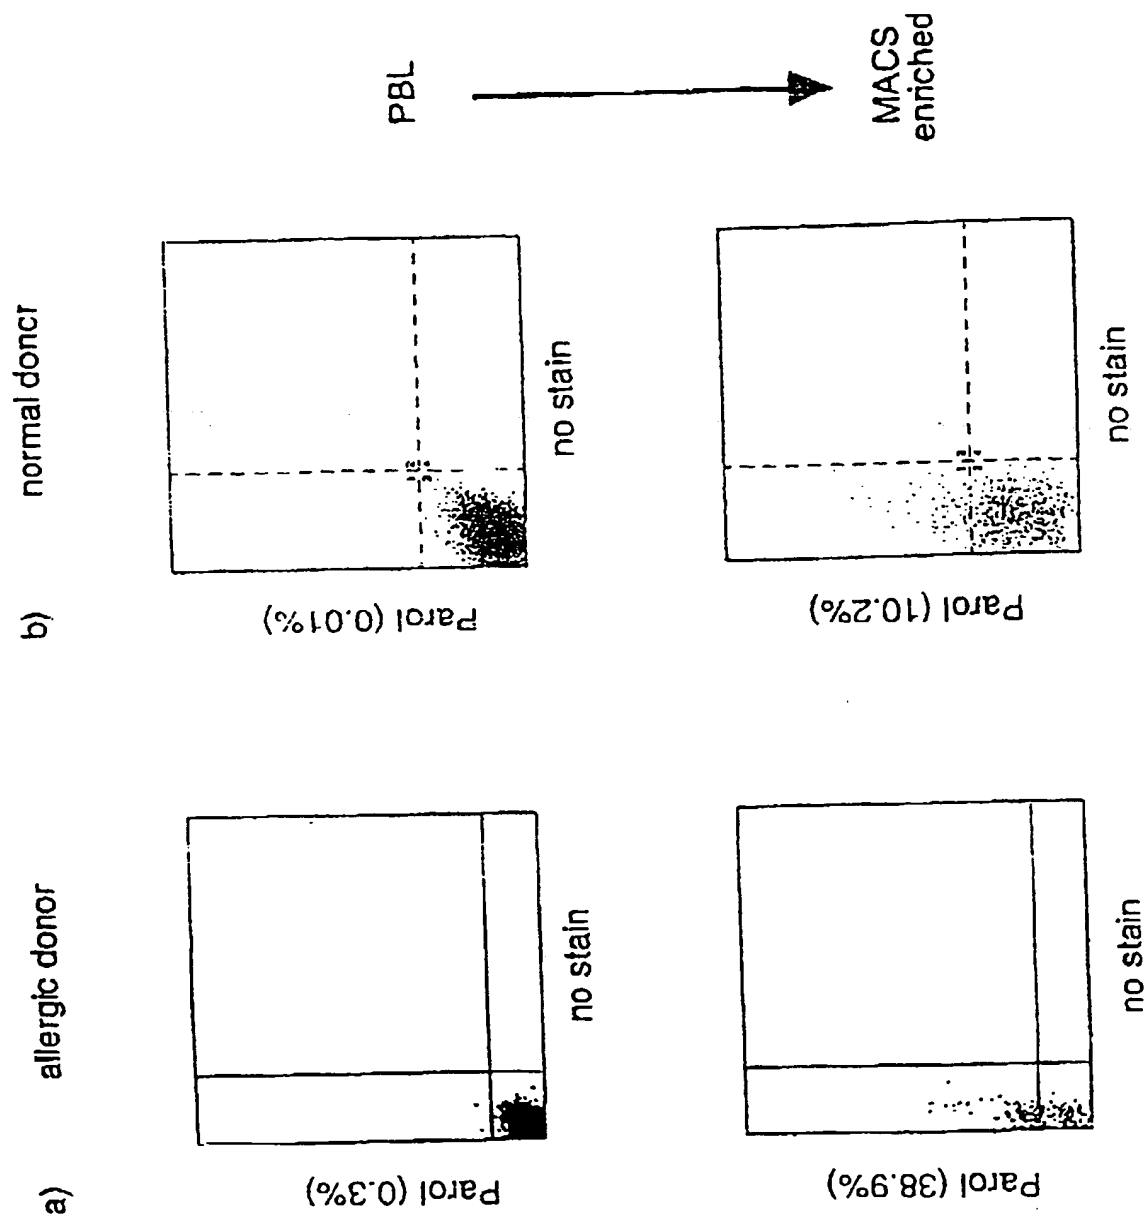 a)
allergic donor
Parol (0.3%)
no stain
Parol (38.9%)
no stain
b)
normal doncr
Parol (0.01%)
no stain
Parol (10.2%)
no stain
PBL
MACS
enriched